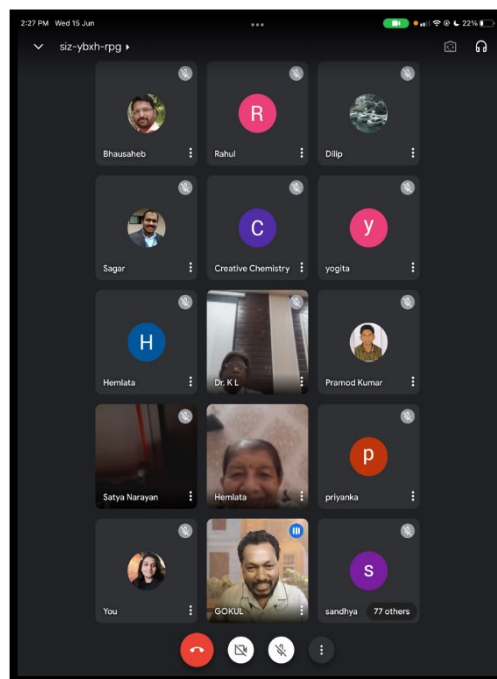 2:27 PM Wed 15 Jun
22%
siz-ybxh-rpg
Bhausaheb
R
Rahul
Dilip
Sagar
C
Creative Chemistry
y
yogita
H
Hemlata
Dr. K L
Pramod Kumar
Satya Narayan
Hemlata
p
priyanka
You
GOKUL
s
sandhya
77 others